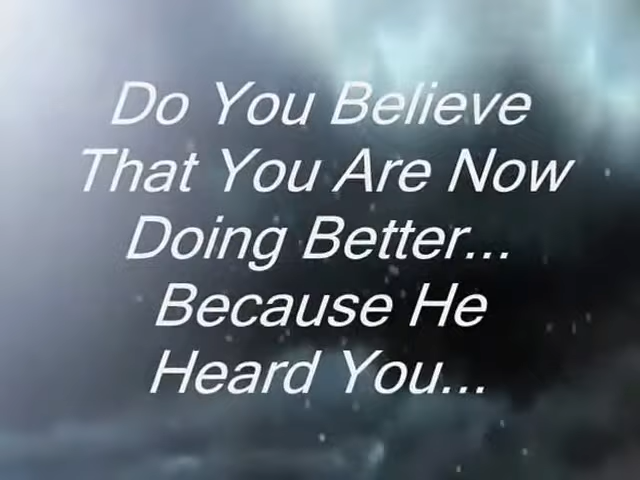 Do You Believe
That You Are Now
Doing Better...
Because He
Heard You...